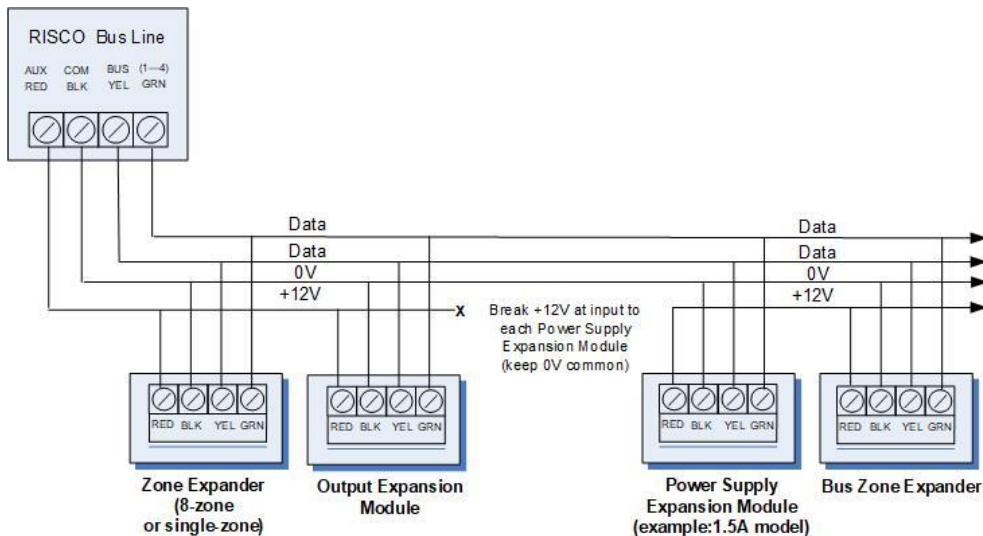 RISCO Bus Line
AUX COM BUS (1—4)
RED BLK YEL GRN
Data
Data
0V
+12V
Data
Data
0V
+12V
X
Break +12V at input to
each Power Supply
Expansion Module
(keep 0V common)
RED BLK YEL GRN
RED BLK YEL GRN
RED BLK YEL GRN
RED BLK YEL GRN
Zone Expander
(8-zone
or single-zone)
Output Expansion
Module
Power Supply
Expansion Module
(example:1.5A model)
Bus Zone Expander